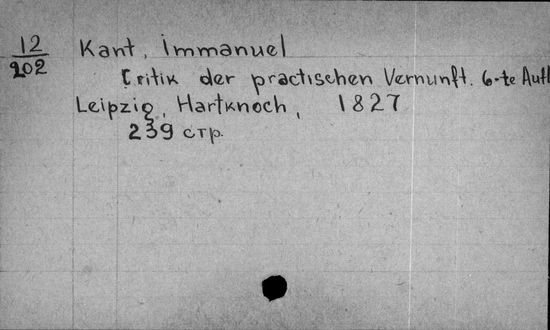 12
202
Kant, Immanuel
Critik der practischen Vernunft. 6-te Aufl
Leipzig, Hartknoch, 1827
239 стр.